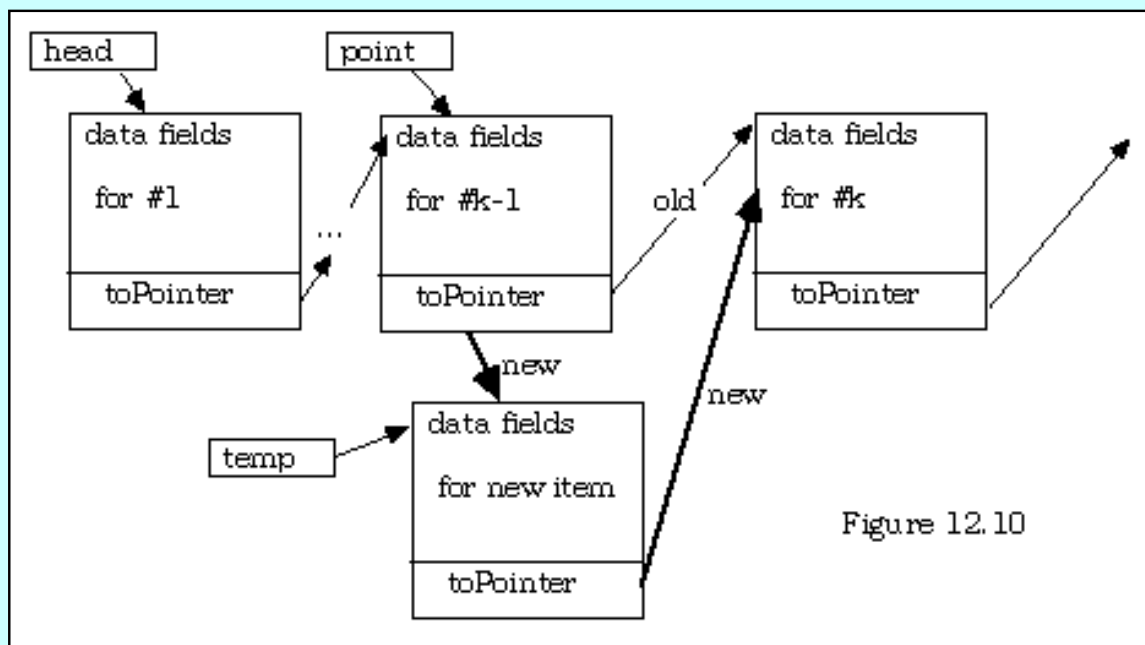 head
point
data fields
for #1
toPointer
...
data fields
for #k-1
toPointer
old
data fields
for #k
toPointer
new
new
temp
data fields
for new item
toPointer
Figure 12.10